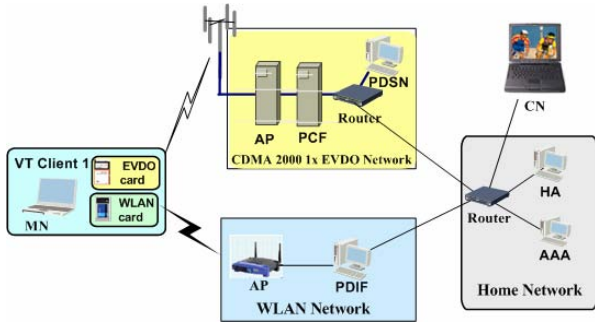 VT Client 1
EVDO
card
WLAN
card
MN
PDSN
Router
AP
PCF
CDMA 2000 1x EVDO Network
CN
HA
Router
AAA
Home Network
AP
PDIF
WLAN Network